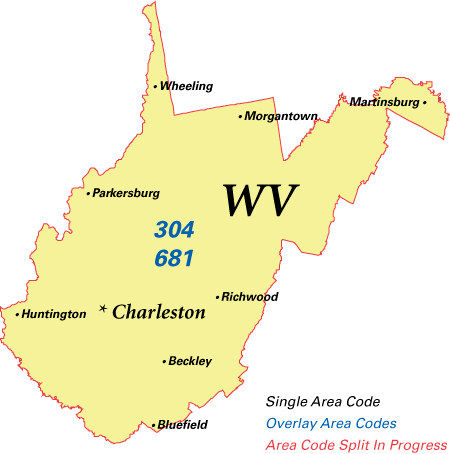 Wheeling
Morgantown
Martinsburg
Parkersburg
WV
304
681
Richwood
Huntington
* Charleston
Beckley
Bluefield
Single Area Code
Overlay Area Codes
Area Code Split In Progress